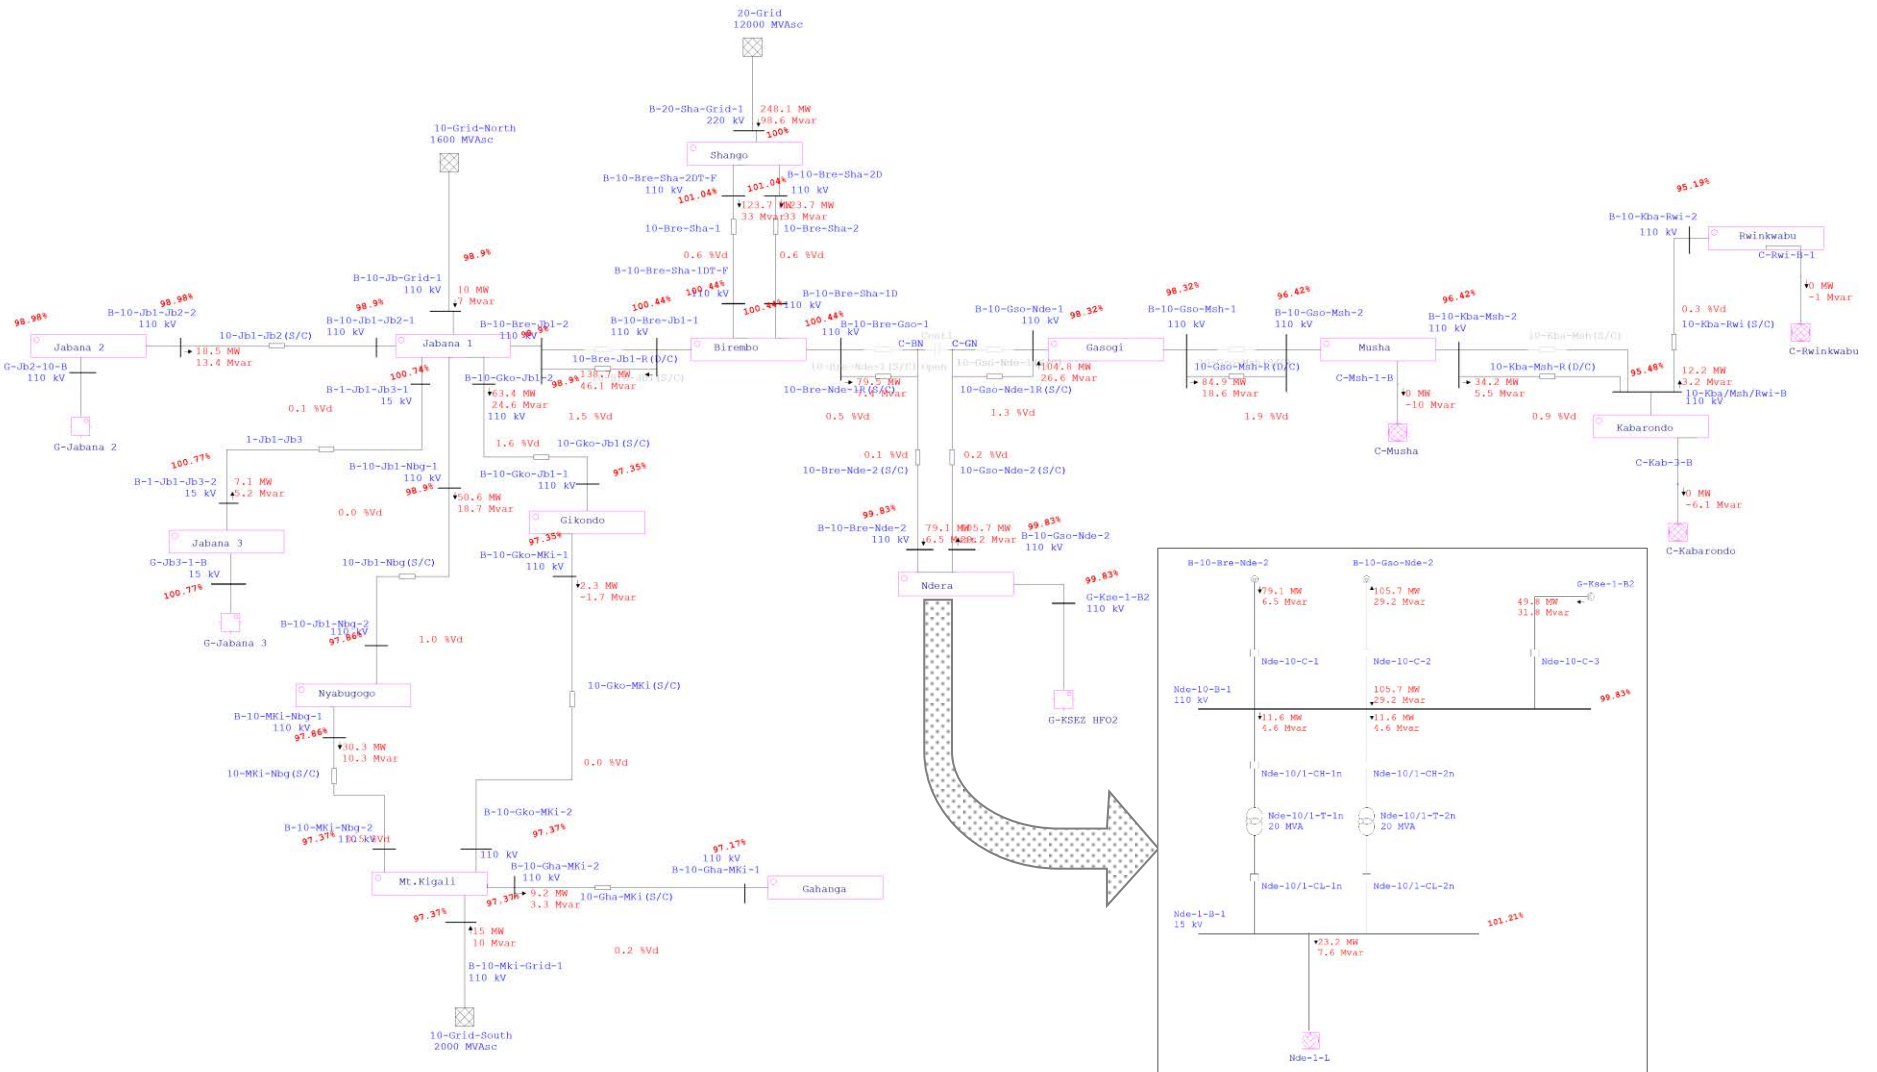 20-Grid
12000 MVAsc
B-20-Sha-Grid-1
220 kV
248.1 MW
98.6 Mvar
100%
Shango
10-Grid-North
1600 MVAsc
B-10-Bre-Sha-2DT-F
110 kV
101.04%
101.04%
B-10-Bre-Sha-2D
110 kV
33 Mvar
10-Bre-Sha-1
10-Bre-Sha-2
0.6 %Vd
0.6 %Vd
B-10-Bre-Sha-1DT-F
100.44%
100.44%
B-10-Bre-Sha-1D
110 kV
95.19%
B-10-Kba-Rwi-2
110 kV
Rwinkwabu
C-Rwi-B-1
0 MW
-1 Mvar
C-Rwinkwabu
0.3 %Vd
10-Kba-Rwi(S/C)
98.9%
B-10-Jb-Grid-1
110 kV
10 MW
7 Mvar
98.98%
98.98%
B-10-Jb1-Jb2-2
110 kV
10-Jb1-Jb2(S/C)
98.9%
B-10-Jb1-Jb2-1
110 kV
Jabana 2
18.5 MW
13.4 Mvar
G-Jb2-10-B
110 kV
G-Jabana 2
0.1 %Vd
Jabana 1
B-10-Bre-Jb1-2
110 kV
98.9%
100.44%
B-10-Bre-Jb1-1
110 kV
10-Bre-Jb1-R(D/C)
46.1 Mvar
98.9%
1.5 %Vd
Birembo
100.44%
B-10-Bre-Gso-1
110 kV
10-Bre-Nde-1R(S/C)
79.5 MW
0.5 %Vd
C-BN
C-GN
Open
B-10-Gso-Nde-1
110 kV
98.32%
104.8 MW
26.6 Mvar
10-Gso-Nde-1R(S/C)
1.3 %Vd
Gasogi
98.32%
B-10-Gso-Msh-1
110 kV
96.42%
B-10-Gso-Msh-2
110 kV
10-Gso-Msh-R(D/C)
84.9 MW
18.6 Mvar
1.9 %Vd
Musha
C-Msh-1-B
0 MW
-10 Mvar
C-Musha
96.42%
B-10-Kba-Msh-2
110 kV
10-Kba-Msh(S/C)
10-Kba-Msh-R(D/C)
34.2 MW
5.5 Mvar
0.9 %Vd
95.48%
12.2 MW
3.2 Mvar
10-Kba/Msh/Rwi-B
110 kV
Kabarondo
C-Kab-3-B
0 MW
-6.1 Mvar
C-Kabarondo
100.74%
B-1-Jb1-Jb3-1
15 kV
B-10-Gko-Jb1-2
63.4 MW
24.6 Mvar
110 kV
1.6 %Vd
10-Gko-Jb1(S/C)
1-Jb1-Jb3
100.77%
B-1-Jb1-Jb3-2
15 kV
7.1 MW
5.2 Mvar
0.0 %Vd
Jabana 3
G-Jb3-1-B
15 kV
100.77%
G-Jabana 3
B-10-Jb1-Nbg-1
110 kV
98.9%
50.6 MW
18.7 Mvar
B-10-Gko-Jb1-1
110 kV
97.35%
Gikondo
97.35%
B-10-Gko-MKi-1
110 kV
2.3 MW
-1.7 Mvar
10-Jb1-Nbg(S/C)
B-10-Jb1-Nbg-2
110 kV
97.86%
1.0 %Vd
Nyabugogo
B-10-MKi-Nbg-1
110 kV
97.86%
30.3 MW
10.3 Mvar
10-MKi-Nbg(S/C)
10-Gko-MKi(S/C)
0.0 %Vd
B-10-MKi-Nbg-2
110 kV
97.37%
B-10-Gko-MKi-2
97.37%
110 kV
Mt.Kigali
B-10-Gha-MKi-2
110 kV
9.2 MW
3.3 Mvar
97.37%
10-Gha-MKi(S/C)
97.17%
110 kV
B-10-Gha-MKi-1
Gahanga
97.37%
15 MW
10 Mvar
0.2 %Vd
B-10-Mki-Grid-1
110 kV
10-Grid-South
2000 MVAsc
0.1 %Vd
0.2 %Vd
10-Bre-Nde-2(S/C)
10-Gso-Nde-2(S/C)
99.83%
B-10-Bre-Nde-2
110 kV
79.1 MW
99.83%
B-10-Gso-Nde-2
110 kV
Ndera
99.83%
G-Kse-1-B2
110 kV
G-KSEZ HFO2
B-10-Bre-Nde-2
B-10-Gso-Nde-2
G-Kse-1-B2
79.1 MW
6.5 Mvar
105.7 MW
29.2 Mvar
49.8 MW
31.8 Mvar
Nde-10-C-1
Nde-10-C-2
Nde-10-C-3
Nde-10-B-1
110 kV
105.7 MW
29.2 Mvar
99.83%
11.6 MW
4.6 Mvar
11.6 MW
4.6 Mvar
Nde-10/1-CH-1n
Nde-10/1-CH-2n
Nde-10/1-T-1n
20 MVA
Nde-10/1-T-2n
20 MVA
Nde-10/1-CL-1n
Nde-10/1-CL-2n
Nde-1-B-1
15 kV
101.21%
23.2 MW
7.6 Mvar
Nde-1-L